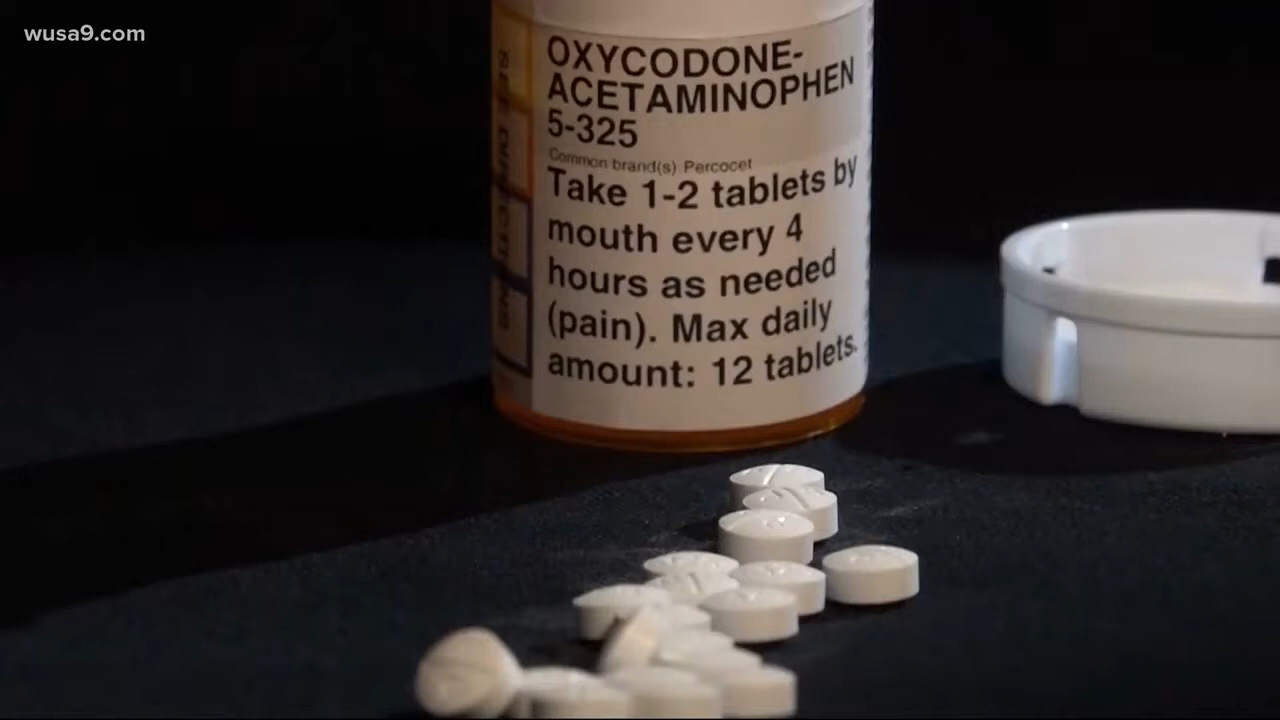 wusa9.com
OXYCODONE-
ACETAMINOPHEN
5-325
Common brand(s): Percocet
Take 1-2 tablets by
mouth every 4
hours as needed
(pain). Max daily
amount: 12 tablets.